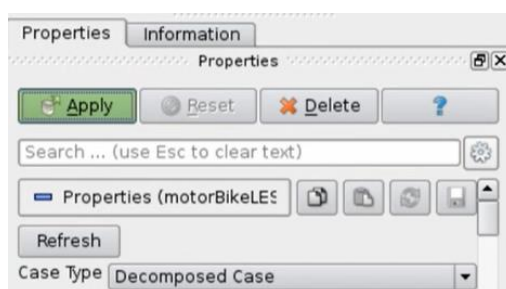 Properties Information
Properties
Apply Reset Delete ?
Search ... (use Esc to clear text)
Properties (motorBikeLES
Refresh
Case Type Decomposed Case